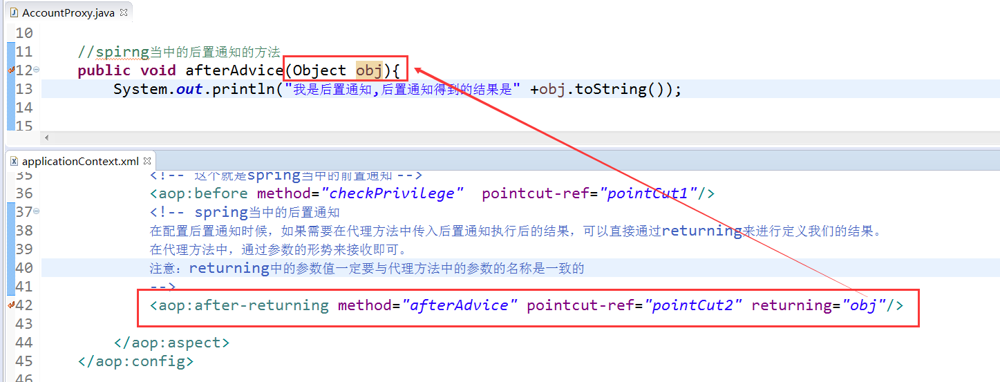 AccountProxy.java
10
11 //spirng当中的后置通知的方法
12 public void afterAdvice(Object obj){
13 System.out.println("我是后置通知,后置通知得到的结果是" +obj.toString());
14
15
applicationContext.xml
35 <!-- 这个就是spring当中的前置通知 -->
36 <aop:before method="checkPrivilege" pointcut-ref="pointCut1"/>
37 <!-- spring当中的后置通知
38 在配置后置通知时候，如果需要在代理方法中传入后置通知执行后的结果，可以直接通过returning来进行定义我们的结果。
39 在代理方法中，通过参数的形势来接收即可。
40 注意：returning中的参数值一定要与代理方法中的参数的名称是一致的
41 -->
42 <aop:after-returning method="afterAdvice" pointcut-ref="pointCut2" returning="obj"/>
43
44 </aop:aspect>
45 </aop:config>
46